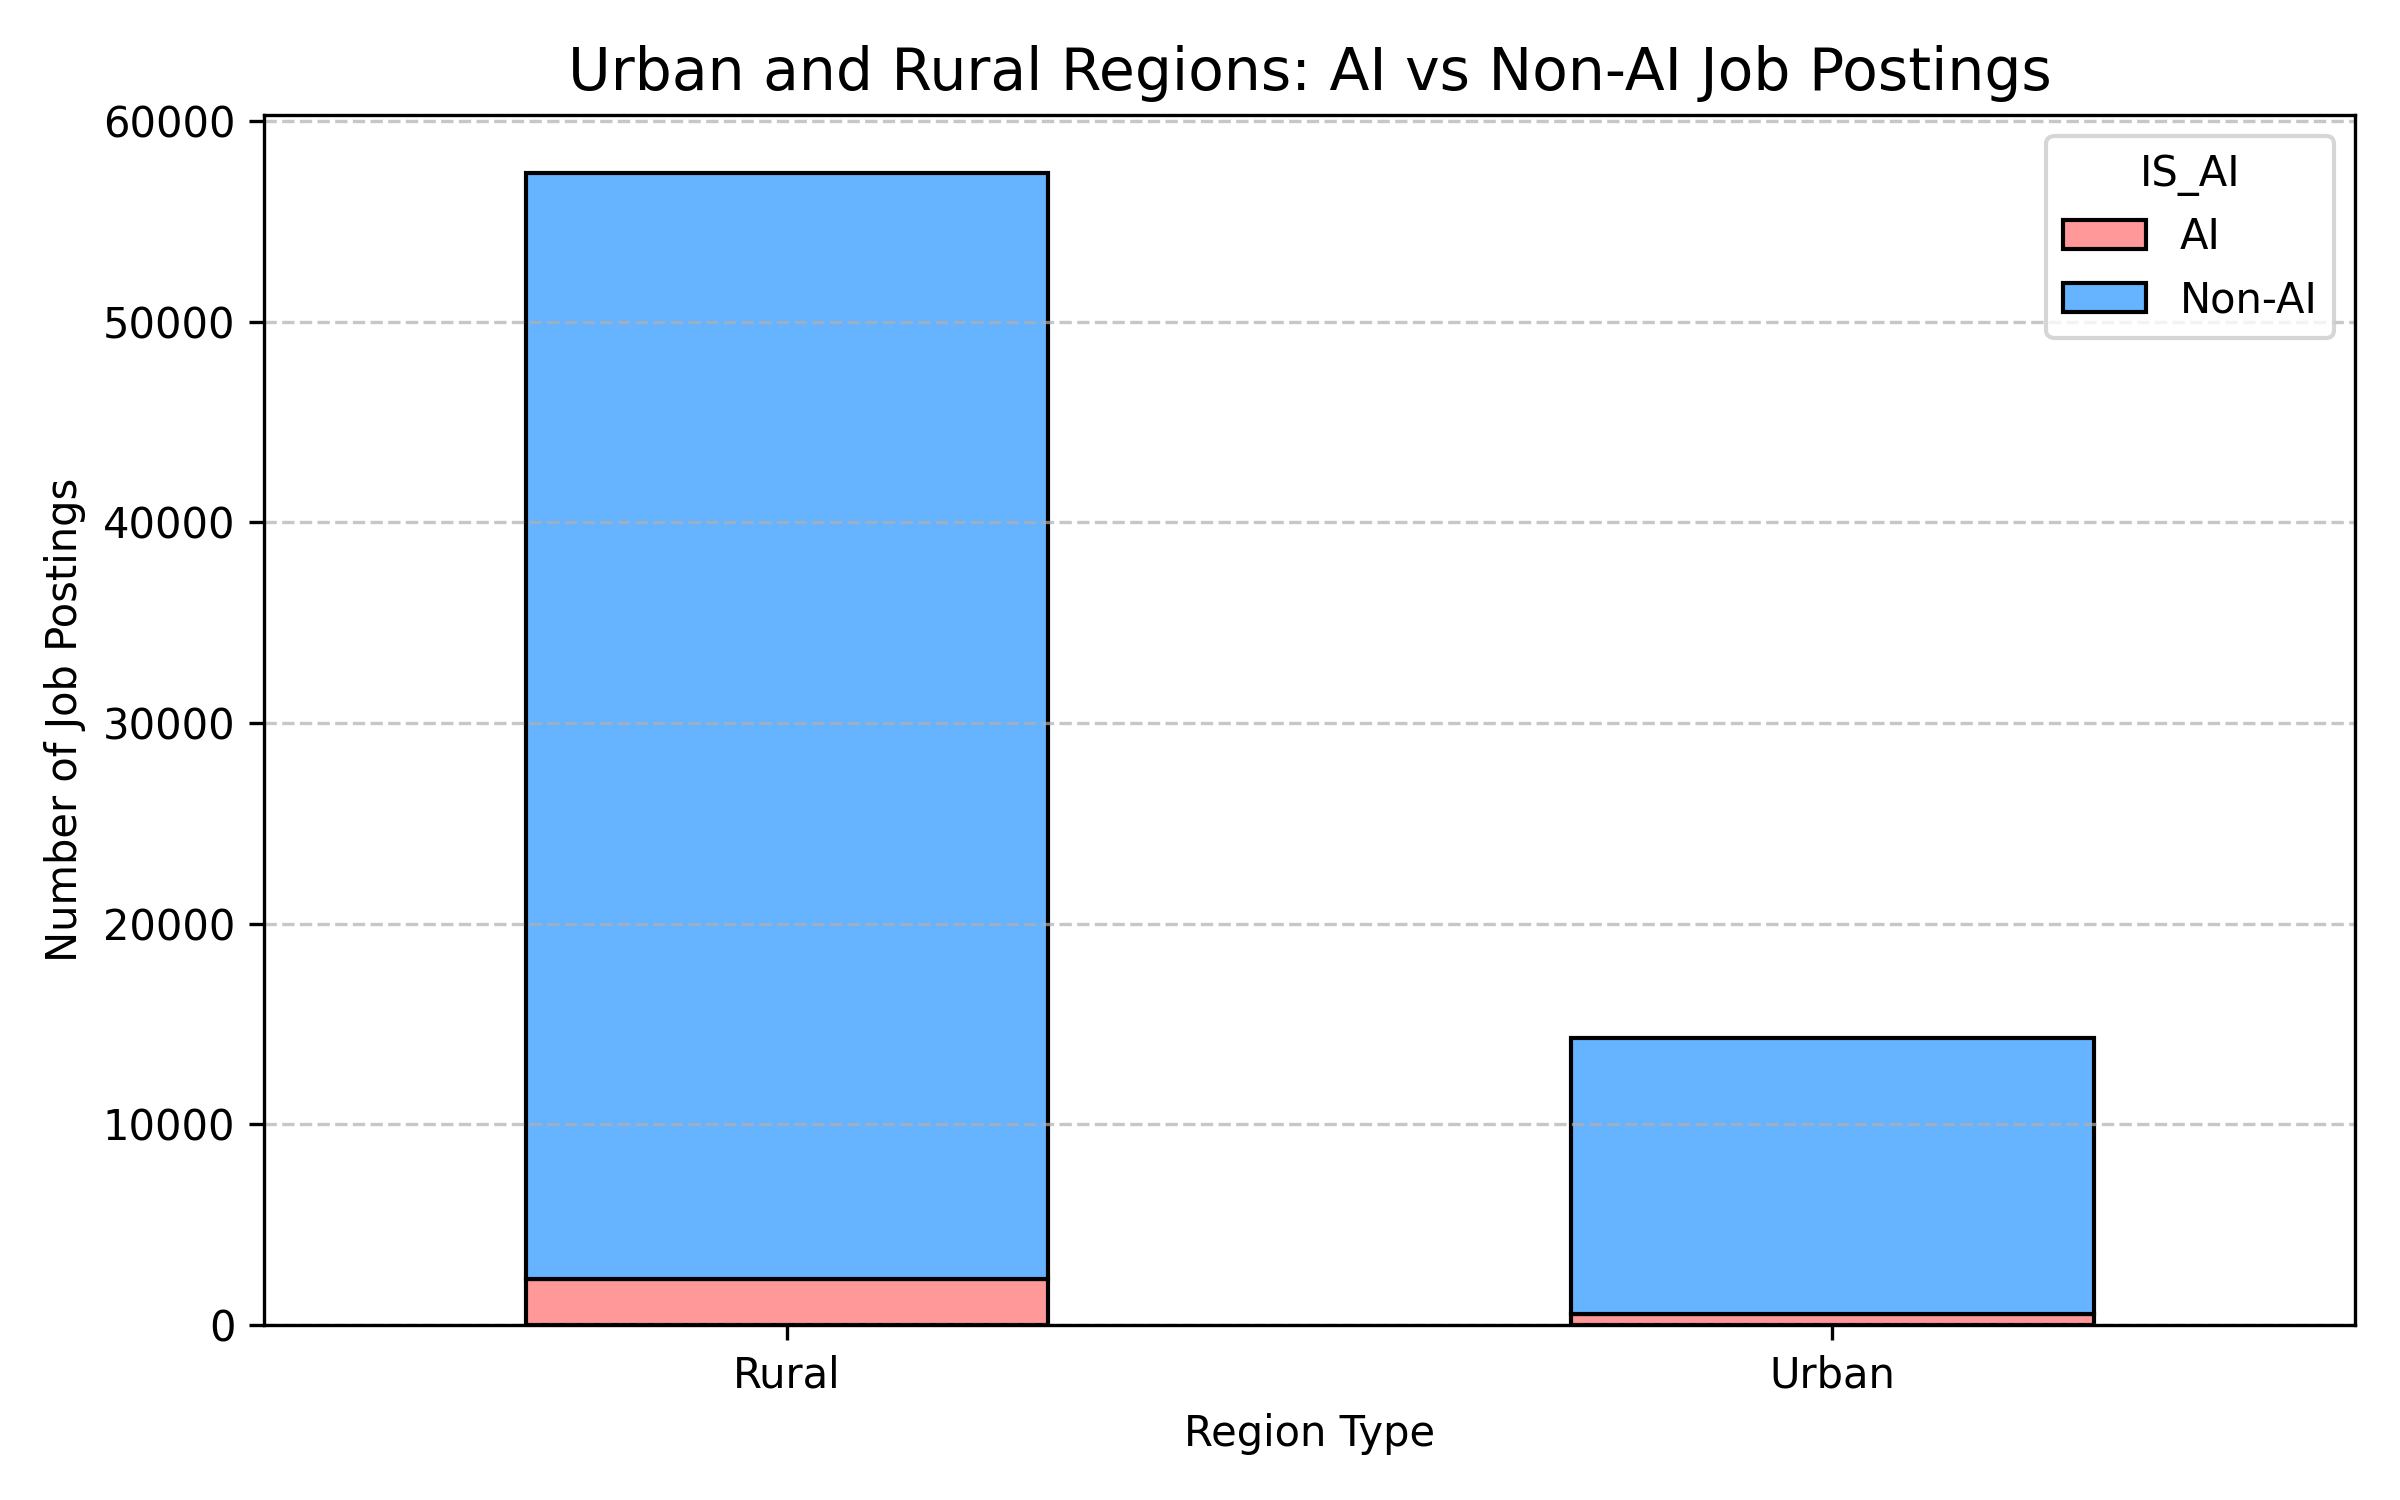 Urban and Rural Regions: AI vs Non-AI Job Postings
IS_AI
AI
Non-AI
Number of Job Postings
60000
50000
40000
30000
20000
10000
0
Rural
Urban
Region Type